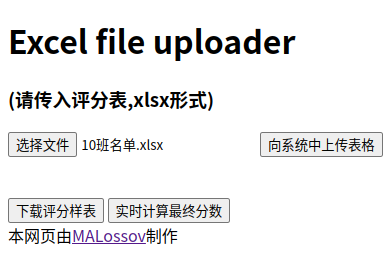 Excel file uploader
(请传入评分表,xlsx形式)
选择文件 10班名单.xlsx 向系统中上传表格
下载评分样表 实时计算最终分数
本网页由MALossov制作